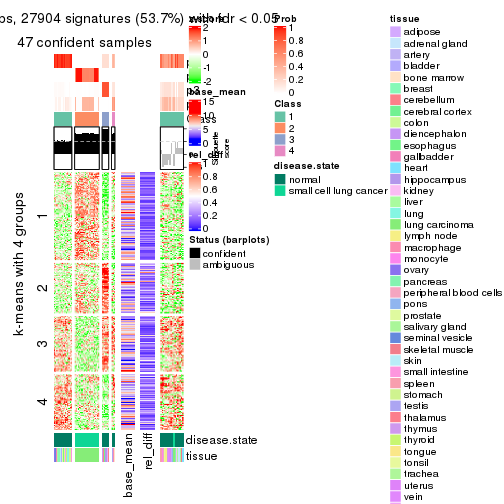 bs, 27904 signatures (53.7%) with fdr < 0.05
47 confident samples
k-means with 4 groups
1
2
3
4
base_mean
rel_diff
disease.state
tissue
2
1
0
-1
-2
base_mean
15
10
5
0
rel_diff
1
0.8
0.6
0.4
0.2
0
Silhouette
score
Status (barplots)
confident
ambiguous
Prob
1
0.8
0.6
0.4
0.2
0
Class
1
2
3
4
disease.state
normal
small cell lung cancer
tissue
adipose
adrenal gland
artery
bladder
bone marrow
breast
cerebellum
cerebral cortex
colon
diencephalon
esophagus
gallbadder
heart
hippocampus
kidney
liver
lung
lung carcinoma
lymph node
macrophage
monocyte
ovary
pancreas
peripheral blood cells
pons
prostate
salivary gland
seminal vesicle
skeletal muscle
skin
small intestine
spleen
stomach
testis
thalamus
thymus
thyroid
tongue
tonsil
trachea
uterus
vein